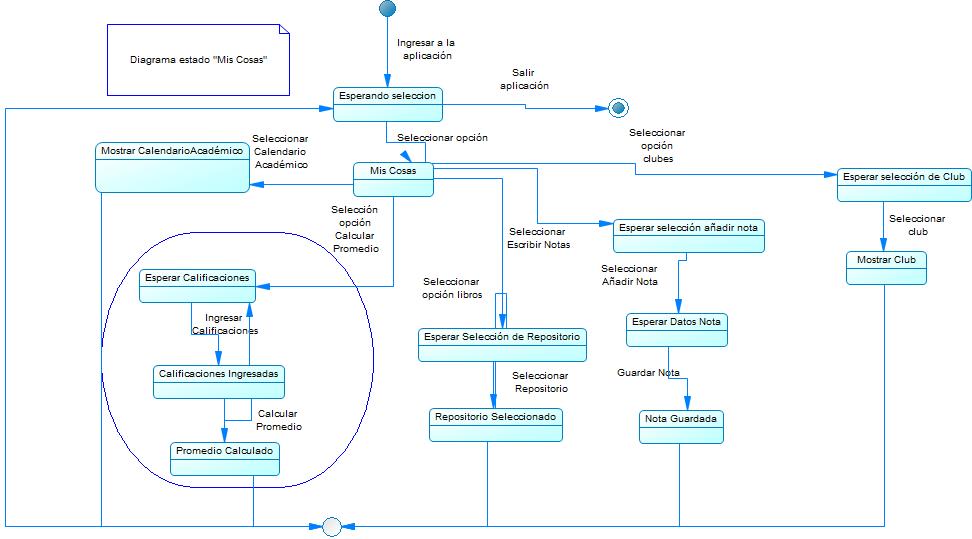 Diagrama estado "Mis Cosas"
Ingresar a la
aplicación
Esperando seleccion
Salir
aplicación
Seleccionar opción
Seleccionar
opción
clubes
Mostrar CalendarioAcadémico
Seleccionar
Calendario
Académico
Mis Cosas
Esperar selección de Club
Selección
opción
Calcular
Promedio
Seleccionar
Escribir Notas
Esperar selección añadir nota
Seleccionar
club
Mostrar Club
Esperar Calificaciones
Seleccionar
opción libros
Seleccionar
Añadir Nota
Ingresar
Calificaciones
Esperar Selección de Repositorio
Esperar Datos Nota
Calificaciones Ingresadas
Seleccionar
Repositorio
Guardar Nota
Calcular
Promedio
Repositorio Seleccionado
Nota Guardada
Promedio Calculado